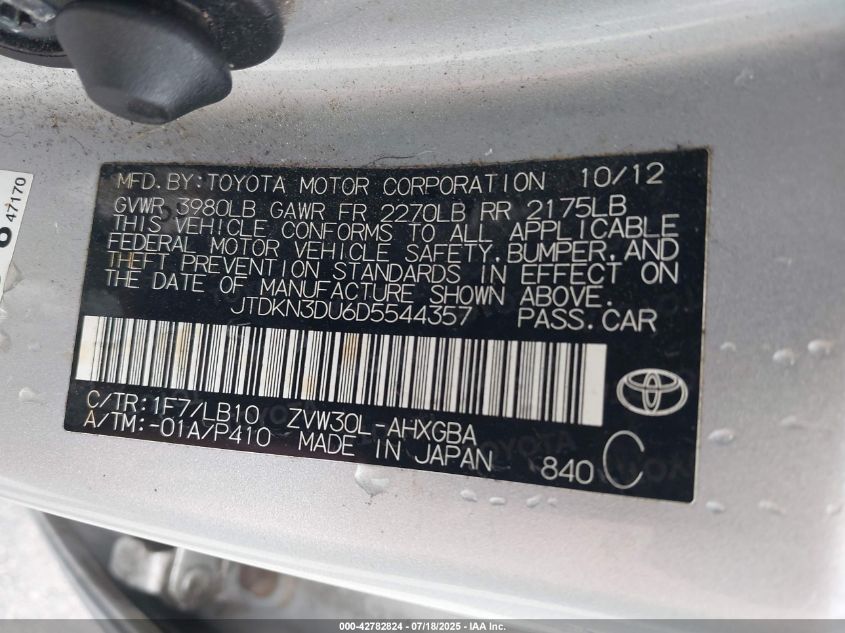 MFD.BY:TOYOTA MOTOR CORPORATION 10/12
GVWR 3980LB GAWR FR 2270LB RR 2175LB
THIS VEHICLE CONFORMS TO ALL APPLICABLE
FEDERAL MOTOR VEHICLE SAFETY,BUMPER,AND
THEFT PREVENTION STANDARDS IN EFFECT ON
THE DATE OF MANUFACTURE SHOWN ABOVE.
JTDKN3DU6D5544357 PASS.CAR
C/TR:1F7/LB10 ZVW30L-AHXGBA
A/TM:-01A/P410 MADE IN JAPAN 840 C
47170
000-42782824 - 07/18/2025 - IAA Inc.